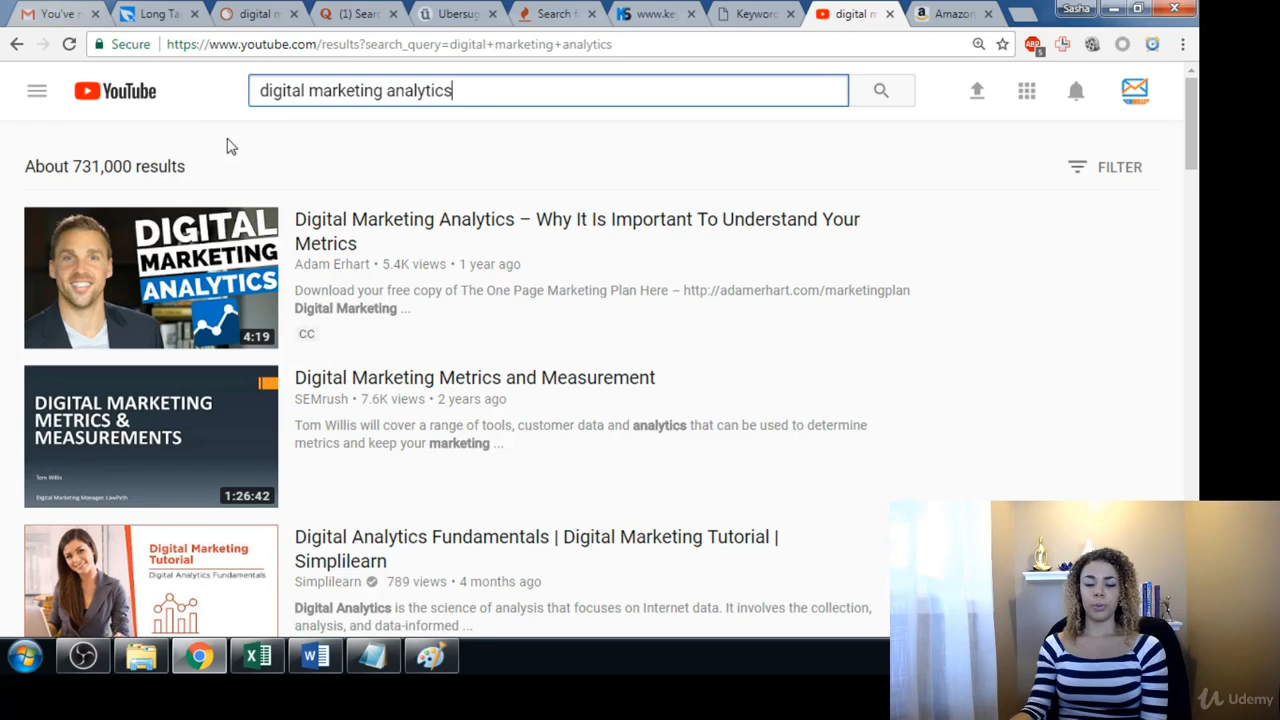 You've r
Long Ta
digital m
(1) Sear
Ubersug
Search f
www.ke
Keyword
digital m
Amazon
Sasha
Secure https://www.youtube.com/results?search_query=digital+marketing+analytics
ABP
5
YouTube
digital marketing analytics
About 731,000 results
FILTER
DIGITAL
MARKETING
ANALYTICS
4:19
Digital Marketing Analytics – Why It Is Important To Understand Your
Metrics
Adam Erhart • 5.4K views • 1 year ago
Download your free copy of The One Page Marketing Plan Here – http://adamerhart.com/marketingplan
Digital Marketing ...
CC
DIGITAL MARKETING
METRICS &
MEASUREMENTS
Tom Willis
Digital Marketing Manager, LawPath
1:26:42
Digital Marketing Metrics and Measurement
SEMrush • 7.6K views • 2 years ago
Tom Willis will cover a range of tools, customer data and analytics that can be used to determine
metrics and keep your marketing ...
Digital Marketing
Tutorial
Digital Analytics Fundamentals
Digital Analytics Fundamentals | Digital Marketing Tutorial |
Simplilearn
Simplilearn 789 views • 4 months ago
Digital Analytics is the science of analysis that focuses on Internet data. It involves the collection,
analysis, and data-informed ...
Udemy